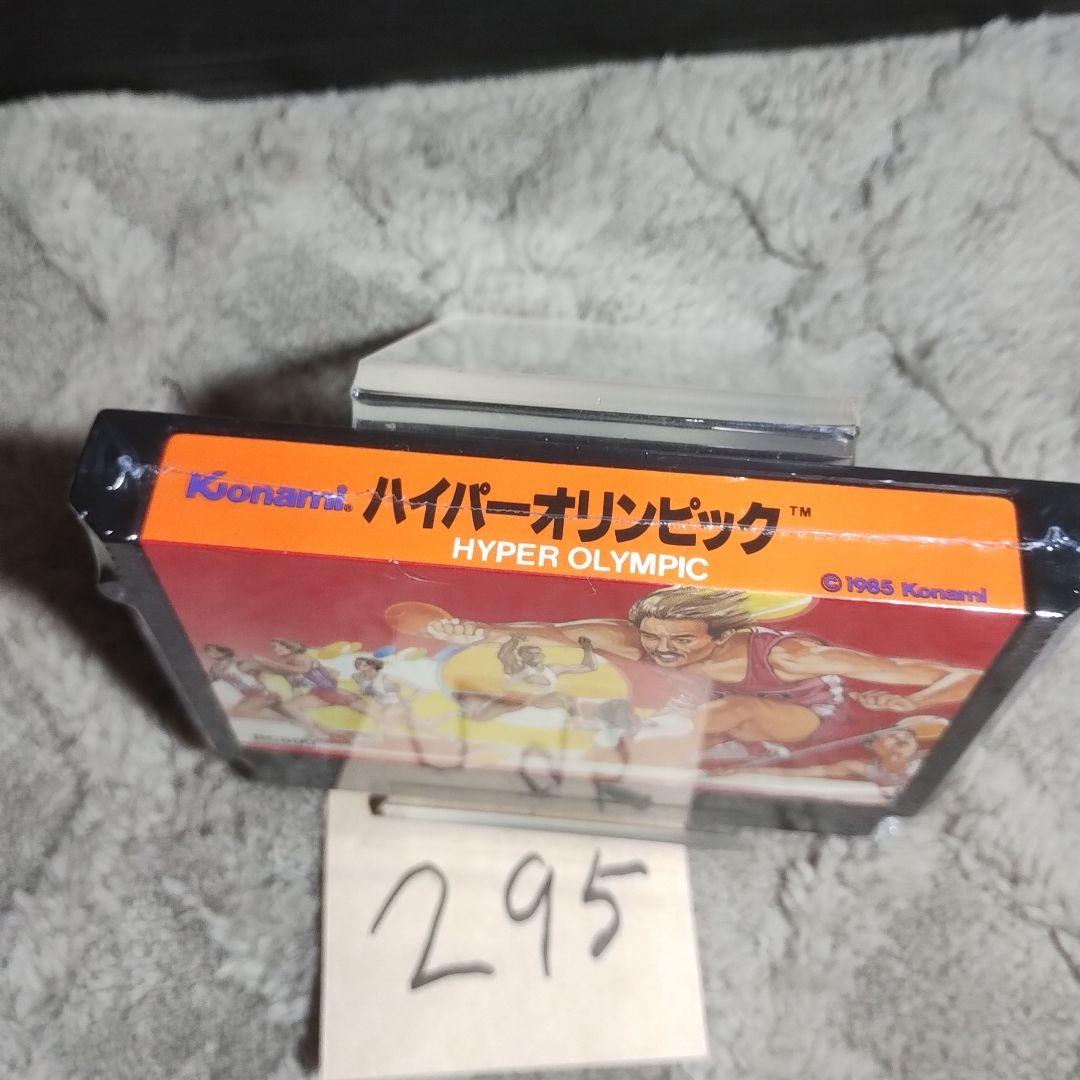 Konami® ハイパーオリンピック™
HYPER OLYMPIC
©1985 Konami
295